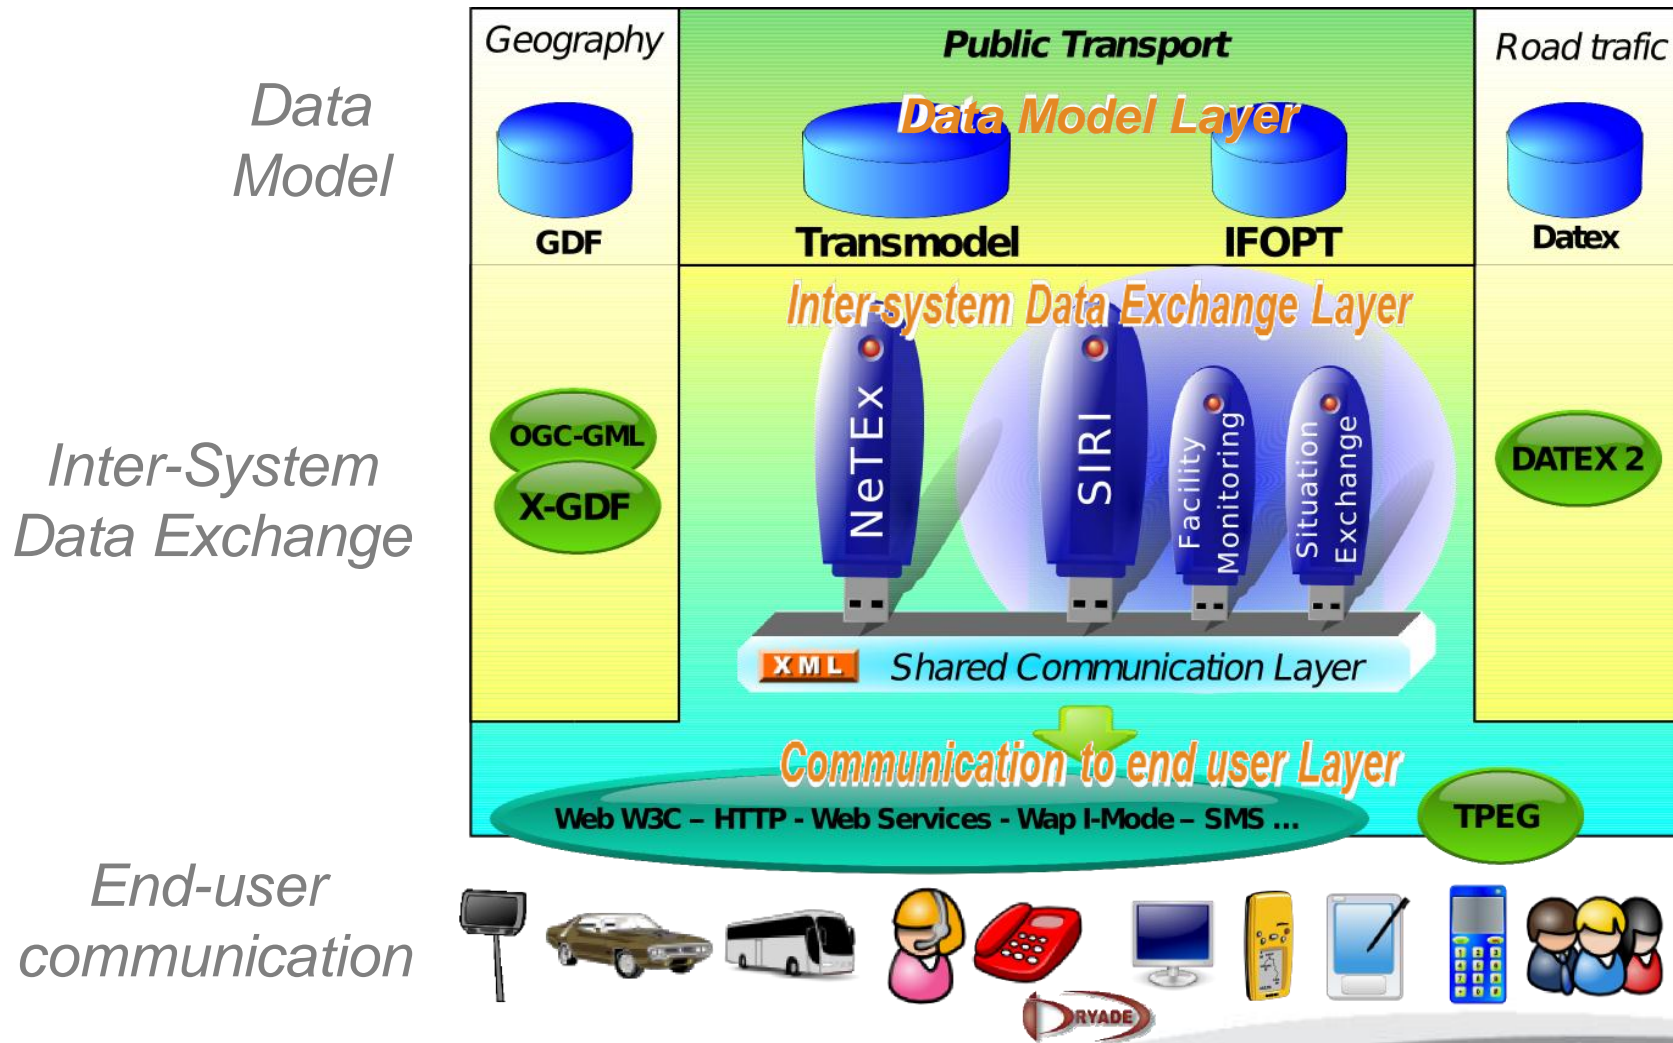 Geography
Public Transport
Road trafic
Data
Model
Data Model Layer
GDF
Transmodel
IFOPT
Datex
Inter-system Data Exchange Layer
Inter-System
Data Exchange
OGC-GML
X-GDF
NeTEx
SIRI
Facility
Monitoring
Situation
Exchange
DATEX 2
XML
Shared Communication Layer
Communication to end user Layer
Web W3C – HTTP - Web Services - Wap I-Mode – SMS ...
TPEG
End-user
communication
DRYADE